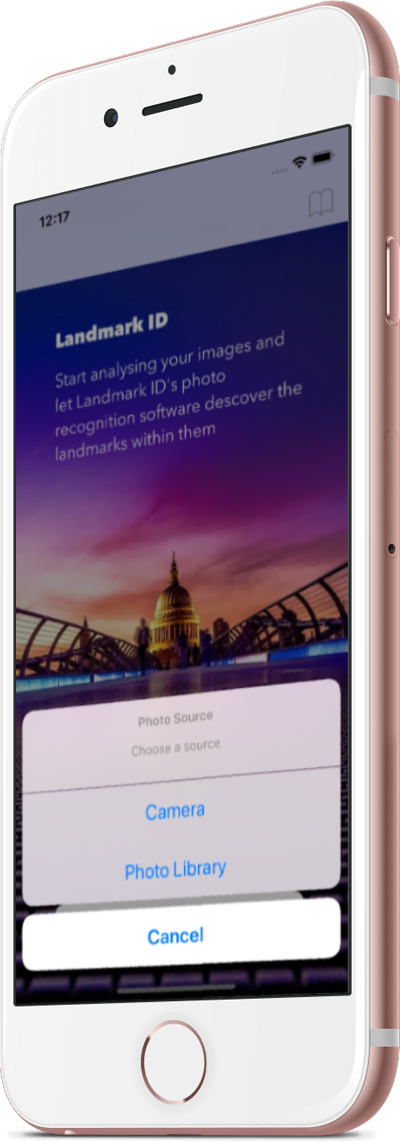 12:17
Landmark ID
Start analysing your images and
let Landmark ID's photo
recognition software descover the
landmarks within them
Photo Source
Choose a source
Camera
Photo Library
Cancel